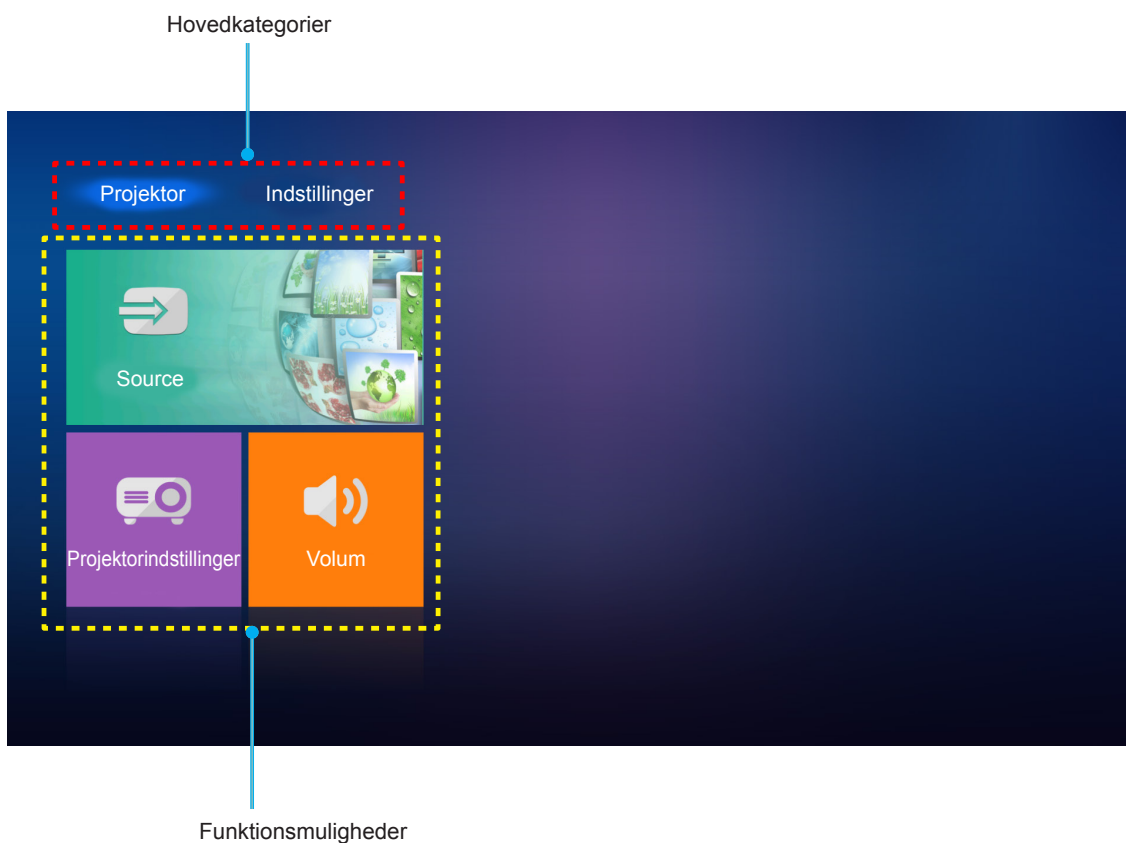 Hovedkategorier
Projektor Indstillinger
Source
Projektorindstillinger Volum
Funktionsmuligheder